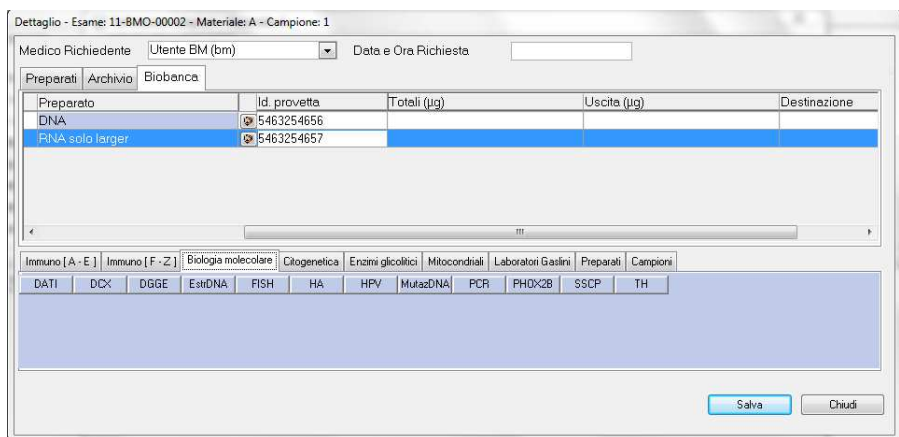 Dettaglio - Esame: 11-BMO-00002 - Materiale: A - Campione: 1
Medico Richiedente Utente BM (bm) Data e Ora Richiesta
Preparati Archivio Biobanca
Preparato Id. provetta Totali (µg) Uscita (µg) Destinazione
DNA 5463254656
RNA solo larger 5463254657
Immuno [ A - E ] Immuno [ F - Z ] Biologia molecolare Citogenetica Enzimi glicolitici Mitocondriali Laboratori Gaslini Preparati Campioni
DATI DCX DGGE EstrDNA FISH HA HPV MutazDNA PCR PHOX2B SSCP TH
Salva Chiudi